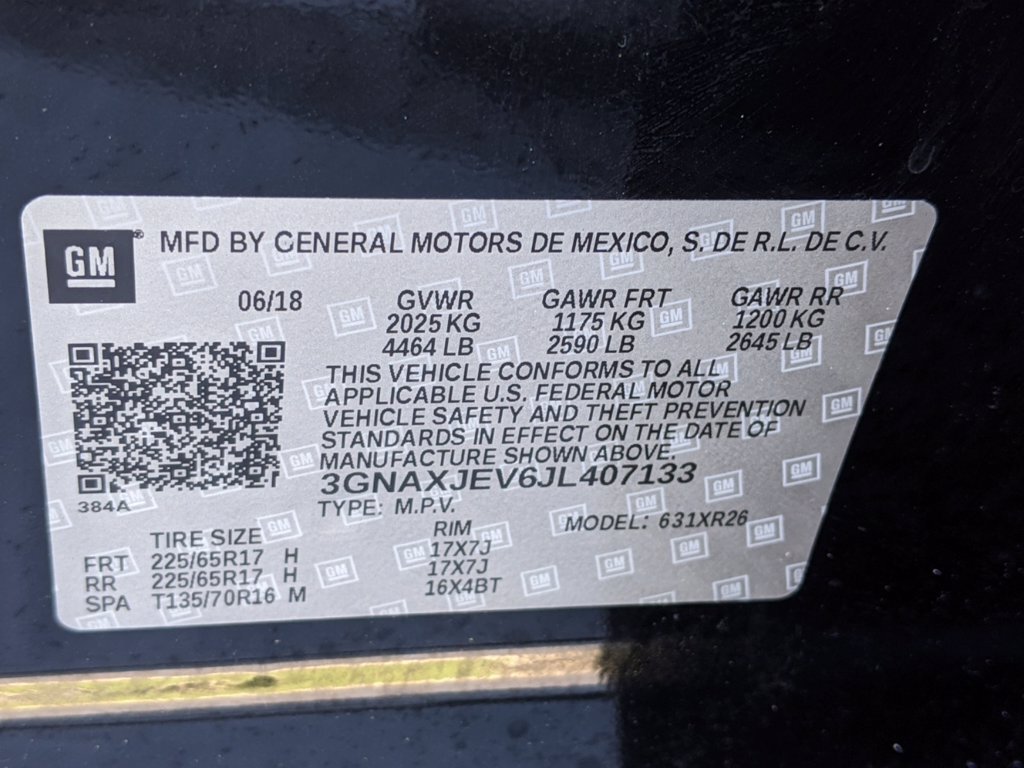 GM MFD BY GENERAL MOTORS DE MEXICO, S. DE R.L. DE C.V.
06/18 GVWR GAWR FRT GAWR RR
2025 KG 1175 KG 1200 KG
4464 LB 2590 LB 2645 LB
THIS VEHICLE CONFORMS TO ALL
APPLICABLE U.S. FEDERAL MOTOR
VEHICLE SAFETY AND THEFT PREVENTION
STANDARDS IN EFFECT ON THE DATE OF
MANUFACTURE SHOWN ABOVE.
3GNAXJEV6JL407133
384A
TYPE: M.P.V. MODEL: 631XR26
TIRE SIZE RIM
FRT 225/65R17 H 17X7J
RR 225/65R17 H 17X7J
SPA T135/70R16 M 16X4BT